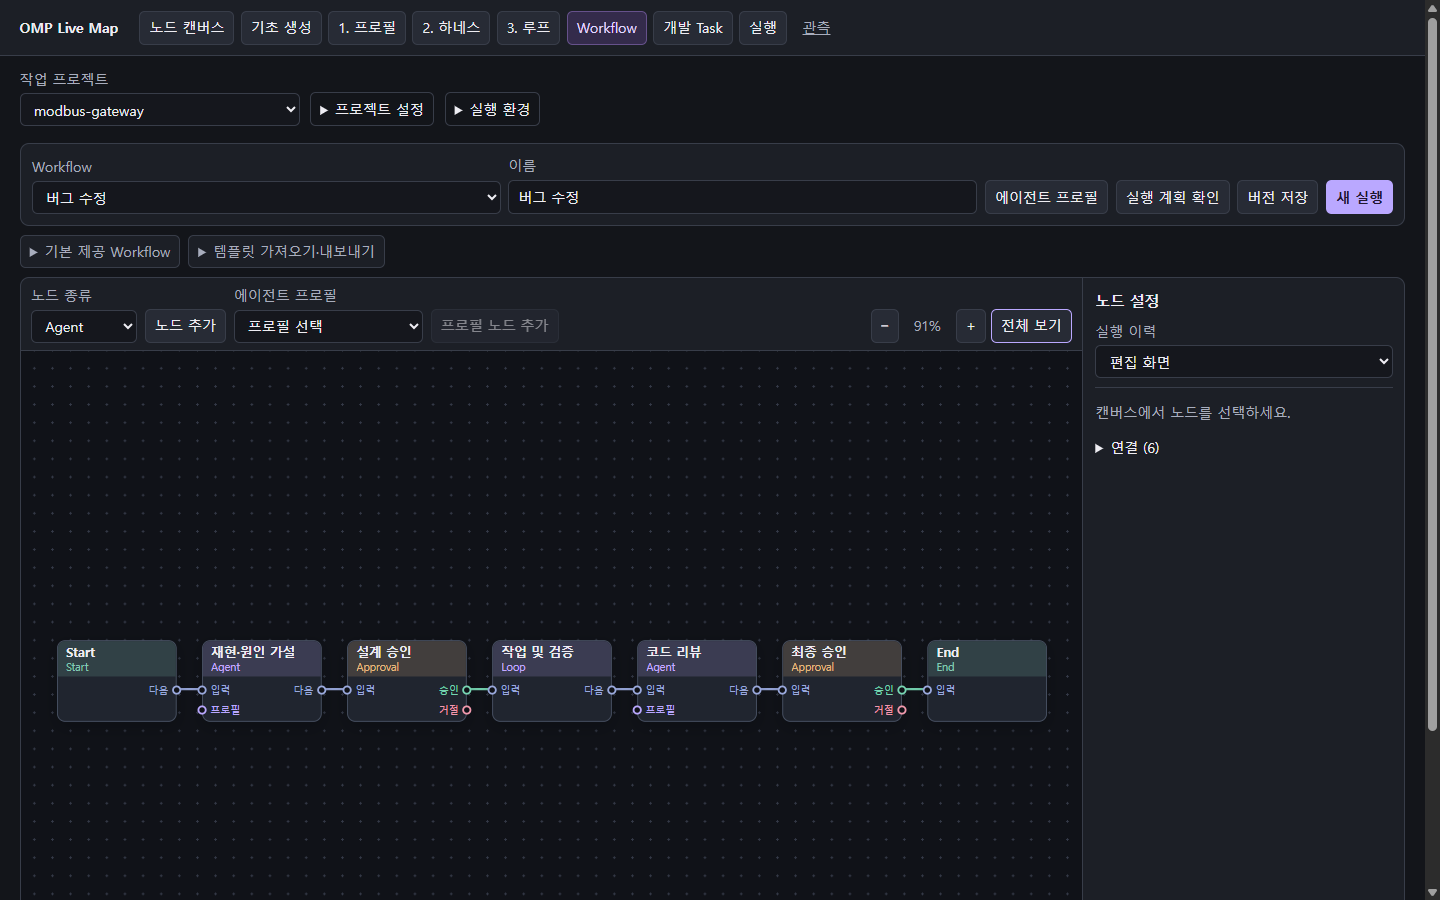 OMP Live Map 노드 캔버스 기초 생성 1. 프로필 2. 하네스 3. 루프 Workflow 개발 Task 실행 관측
작업 프로젝트
modbus-gateway ▶ 프로젝트 설정 ▶ 실행 환경
Workflow 이름
버그 수정 버그 수정 에이전트 프로필 실행 계획 확인 버전 저장 새 실행
▶ 기본 제공 Workflow ▶ 템플릿 가져오기·내보내기
노드 종류 에이전트 프로필
Agent 노드 추가 프로필 선택 프로필 노드 추가 − 91% + 전체 보기
노드 설정
실행 이력
편집 화면
캔버스에서 노드를 선택하세요.
▶ 연결 (6)
Start 재현·원인 가설 설계 승인 작업 및 검증 코드 리뷰 최종 승인 End
Start Agent Approval Loop Agent Approval End
다음 입력 다음 입력 승인 입력 다음 입력 다음 입력 승인 입력
프로필 거절 프로필 거절